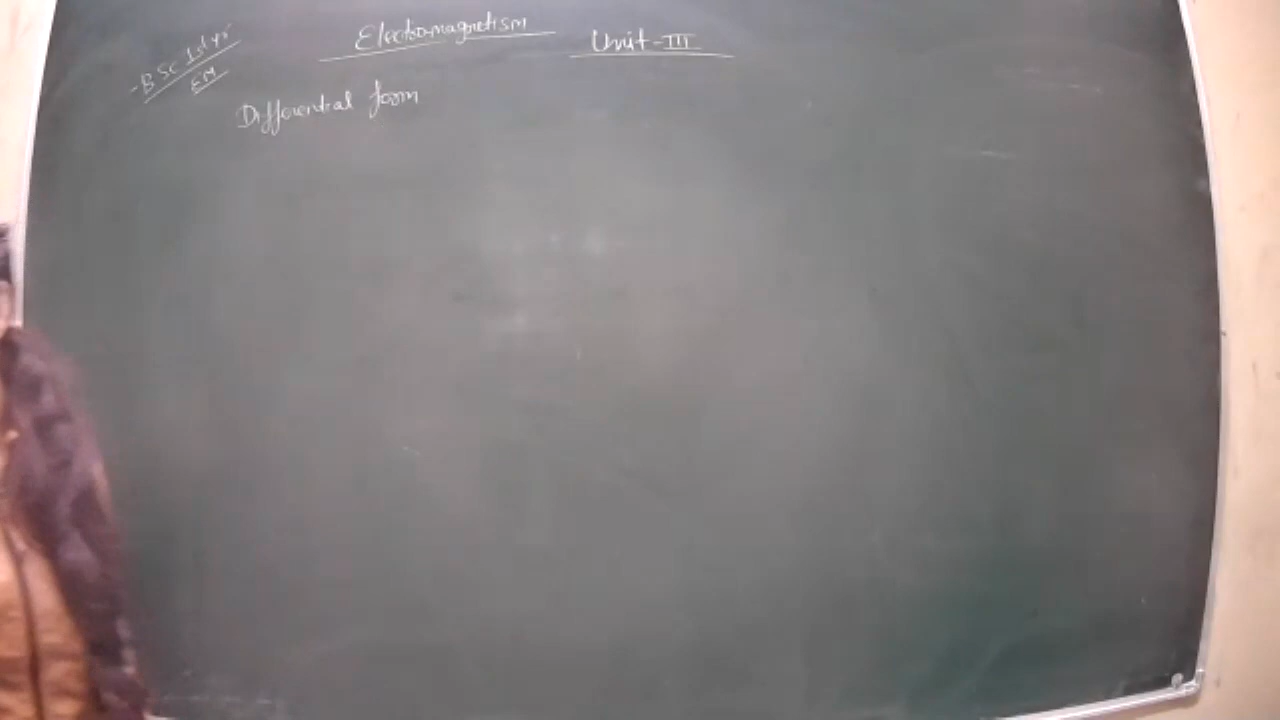 Electromagnetism Unit-III
BSc 1st yr
EM
Differential form